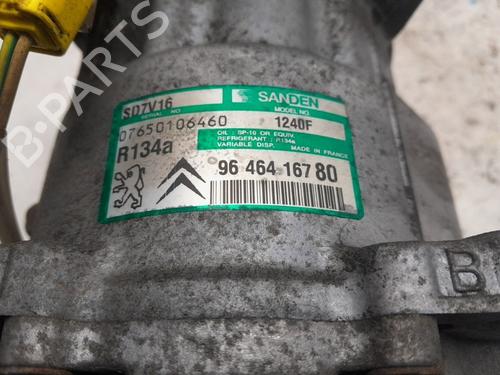 SD7V16
SANDEN
SERIAL NO.
MODEL NO.
07650106460
1240F
R134a
OIL : SP-10 OR EQUIV.
REFRIGERANT : R134a
VARIABLE DISP. MADE IN FRANCE
96 464 167 80
B
B-PARTS